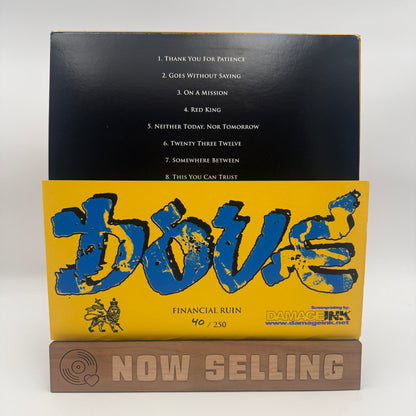 1. Thank You For Patience
2. Goes Without Saying
3. On A Mission
4. Red King
5. Neither Today, Nor Tomorrow
6. Twenty Three Twelve
7. Somewhere Between
8. This You Can Trust
DOVE
FINANCIAL RUIN
40 / 250
Screenprinting by:
DAMAGE INK
www.damageink.net
NOW SELLING